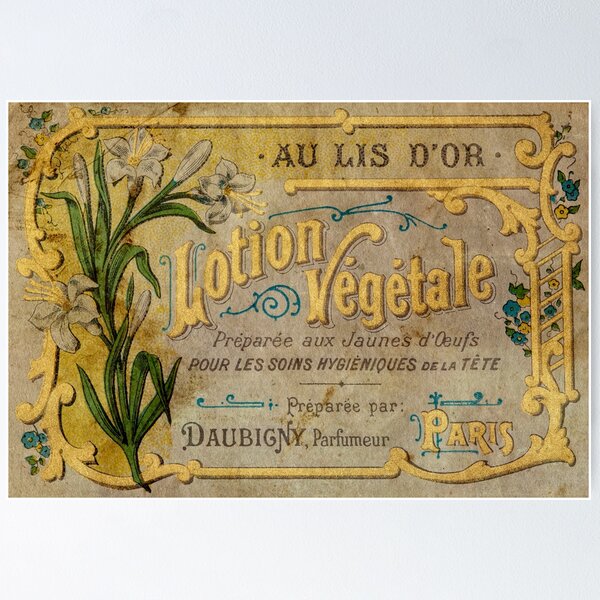 · AU LIS D'OR ·
Lotion
Végétale
Préparée aux Jaunes d'Œufs
POUR LES SOINS HYGIÉNIQUES DE LA TÊTE
Préparée par:
DAUBIGNY, Parfumeur PARIS